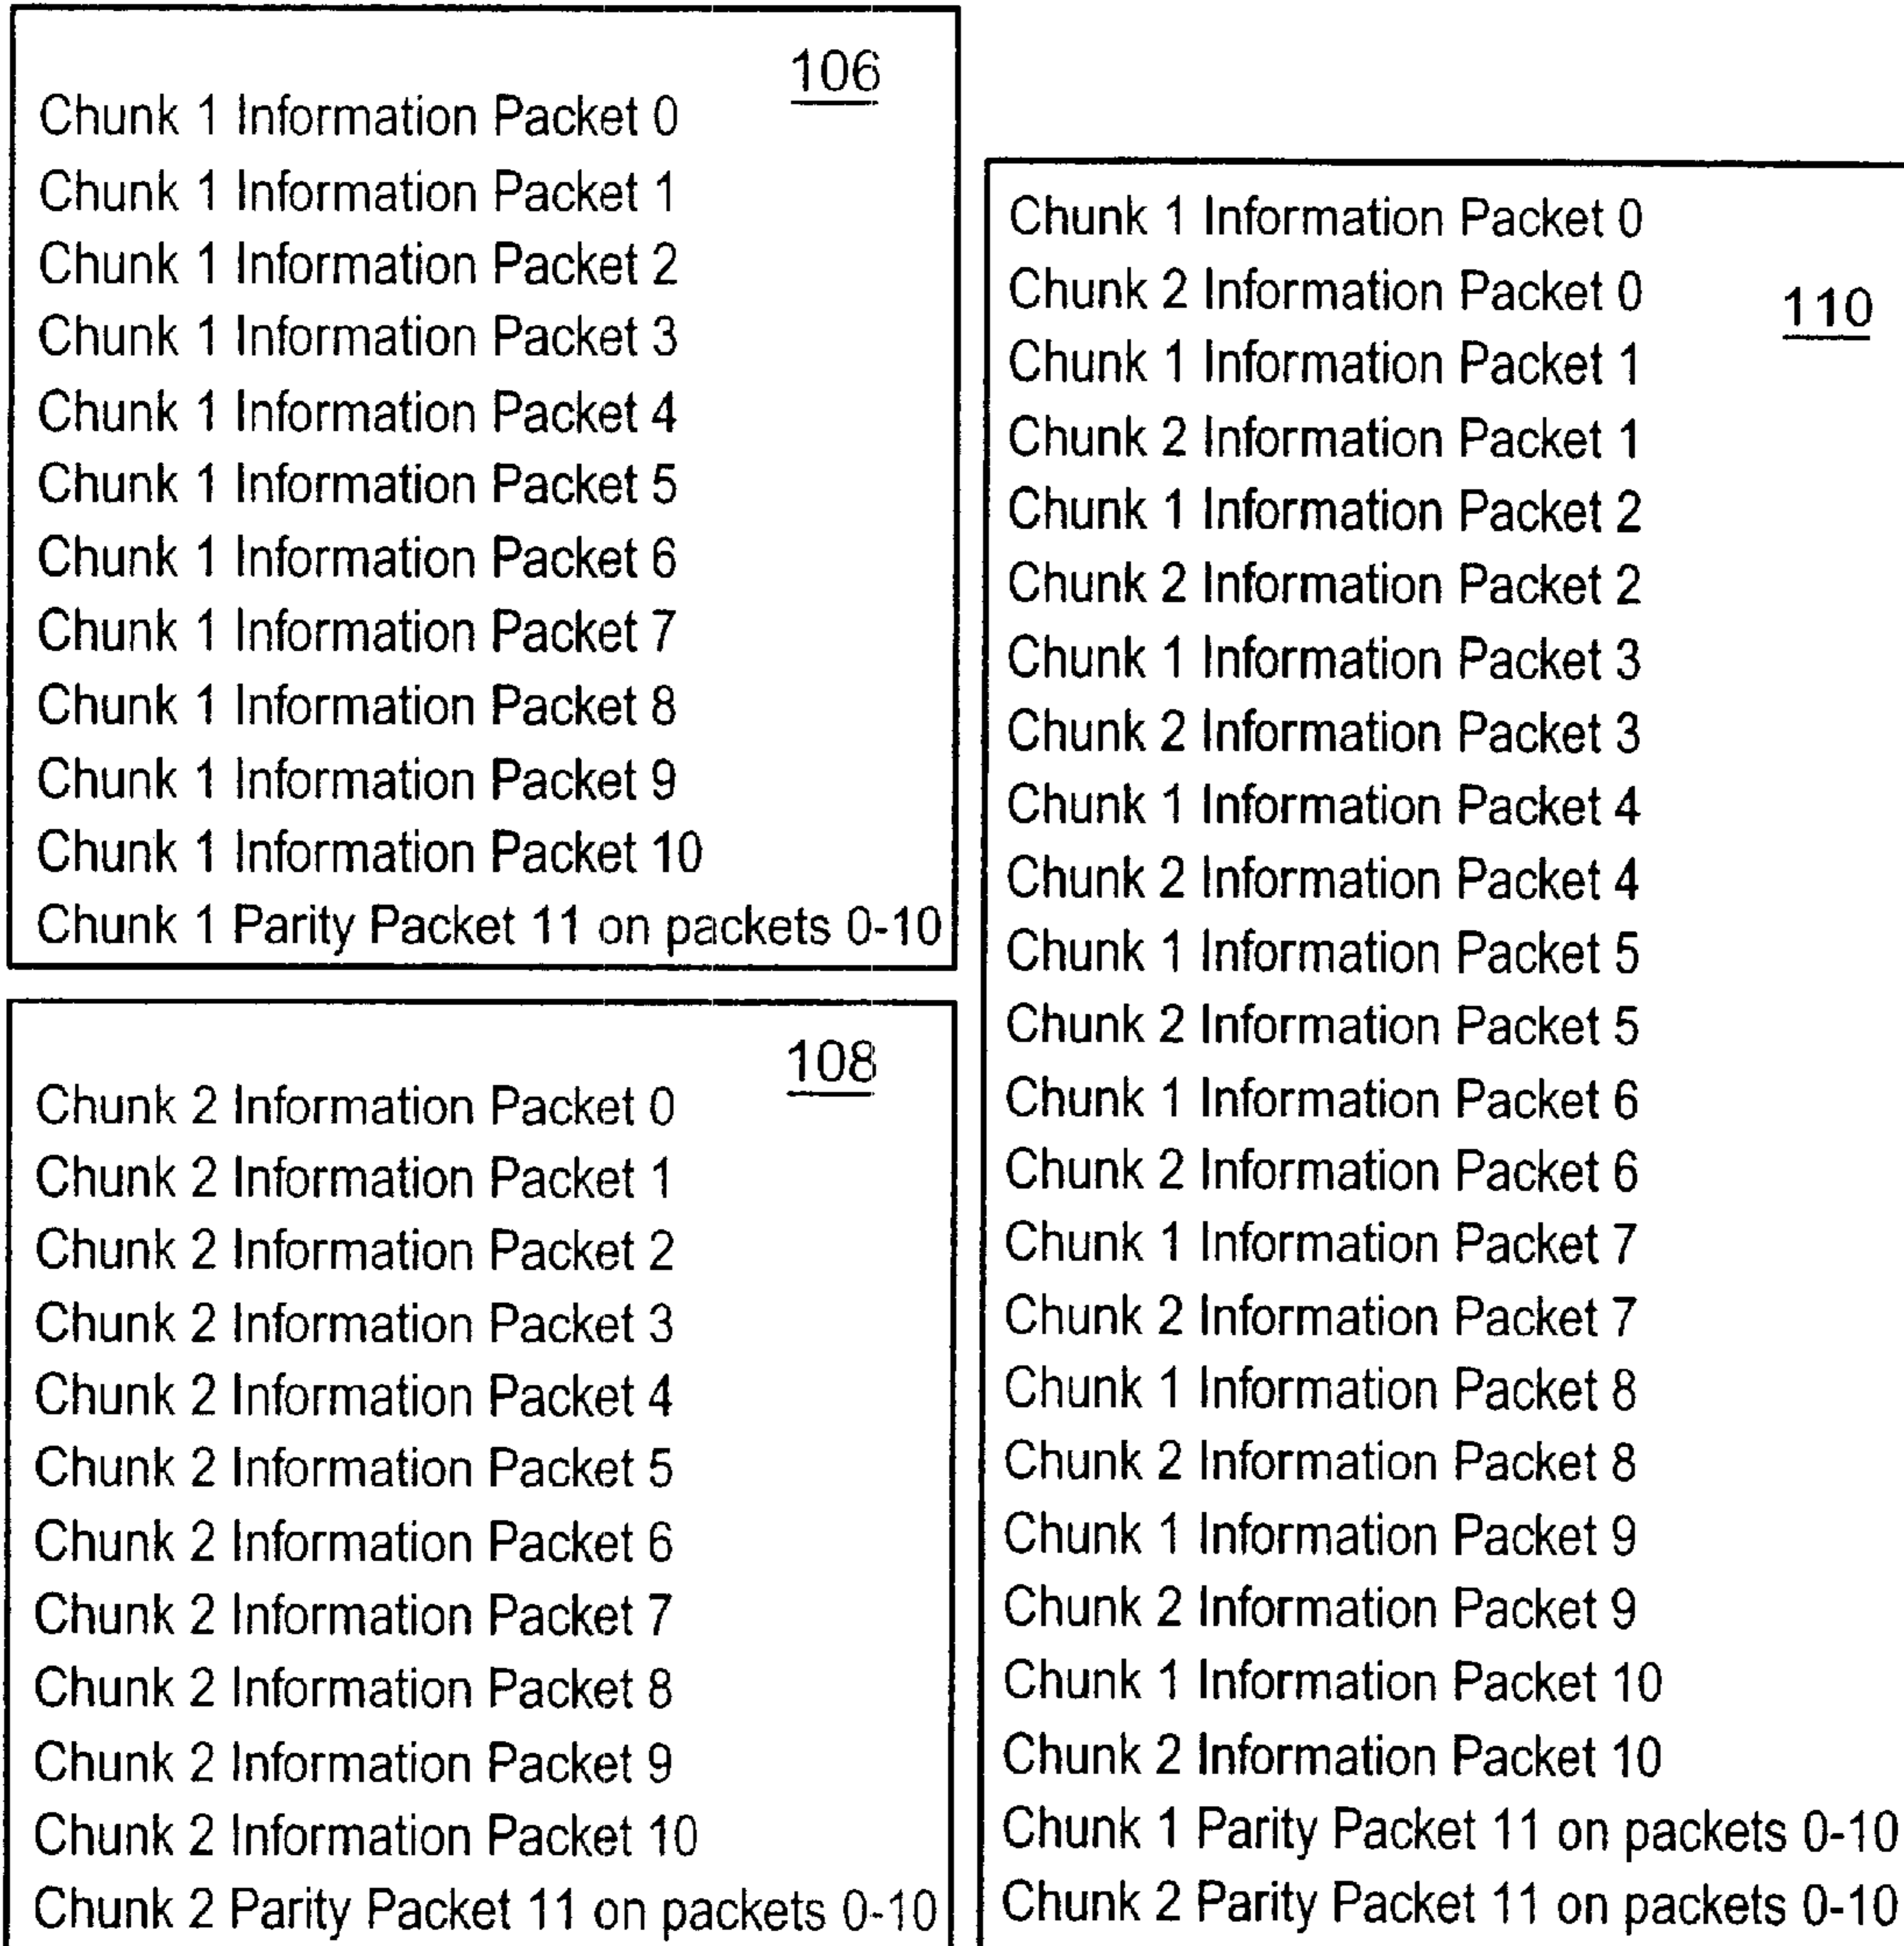 106
Chunk 1 Information Packet 0
Chunk 1 Information Packet 1
Chunk 1 Information Packet 2
Chunk 1 Information Packet 3
Chunk 1 Information Packet 4
Chunk 1 Information Packet 5
Chunk 1 Information Packet 6
Chunk 1 Information Packet 7
Chunk 1 Information Packet 8
Chunk 1 Information Packet 9
Chunk 1 Information Packet 10
Chunk 1 Parity Packet 11 on packets 0-10
108
Chunk 2 Information Packet 0
Chunk 2 Information Packet 1
Chunk 2 Information Packet 2
Chunk 2 Information Packet 3
Chunk 2 Information Packet 4
Chunk 2 Information Packet 5
Chunk 2 Information Packet 6
Chunk 2 Information Packet 7
Chunk 2 Information Packet 8
Chunk 2 Information Packet 9
Chunk 2 Information Packet 10
Chunk 2 Parity Packet 11 on packets 0-10
Chunk 1 Information Packet 0
Chunk 2 Information Packet 0
110
Chunk 1 Information Packet 1
Chunk 2 Information Packet 1
Chunk 1 Information Packet 2
Chunk 2 Information Packet 2
Chunk 1 Information Packet 3
Chunk 2 Information Packet 3
Chunk 1 Information Packet 4
Chunk 2 Information Packet 4
Chunk 1 Information Packet 5
Chunk 2 Information Packet 5
Chunk 1 Information Packet 6
Chunk 2 Information Packet 6
Chunk 1 Information Packet 7
Chunk 2 Information Packet 7
Chunk 1 Information Packet 8
Chunk 2 Information Packet 8
Chunk 1 Information Packet 9
Chunk 2 Information Packet 9
Chunk 1 Information Packet 10
Chunk 2 Information Packet 10
Chunk 1 Parity Packet 11 on packets 0-10
Chunk 2 Parity Packet 11 on packets 0-10